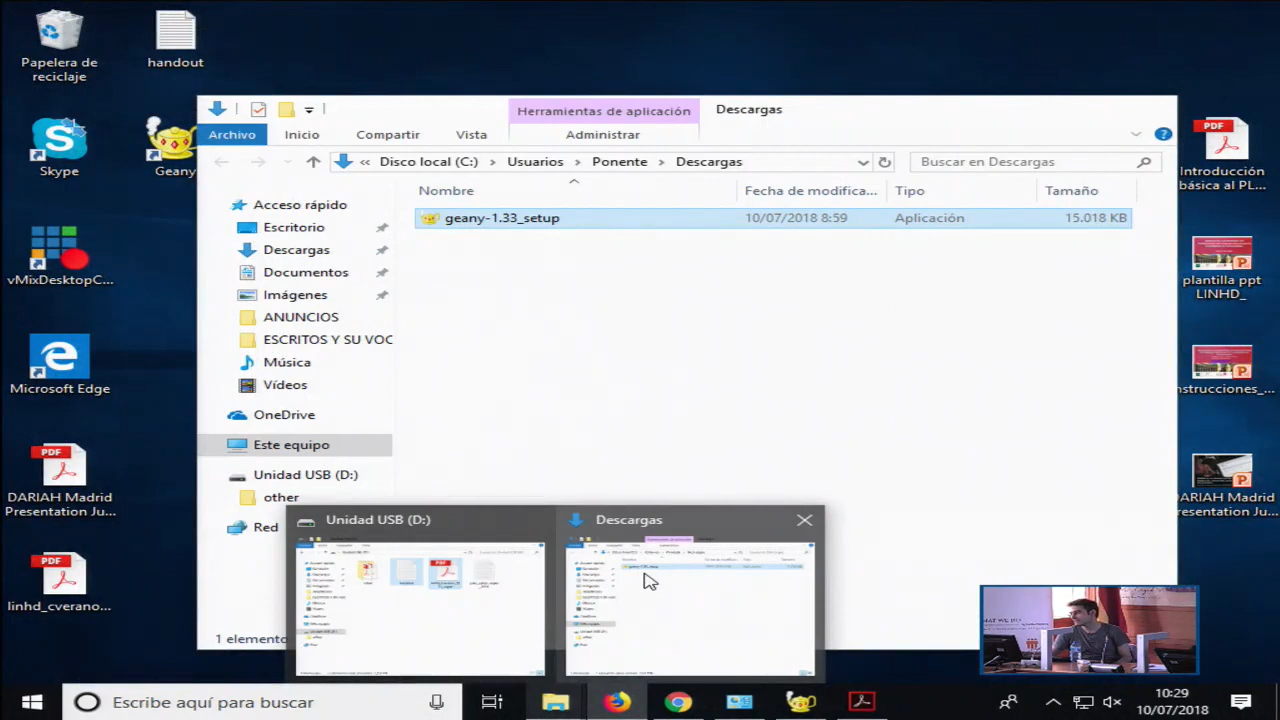 Papelera de
reciclaje
handout
Skype
Geany
vMixDesktopC...
Microsoft Edge
PDF
DARIAH Madrid
Presentation Ju...
PDF
linhd_cverano...
Herramientas de aplicación
Descargas
Archivo
Inicio
Compartir
Vista
Administrar
« Disco local (C:) > Usuarios > Ponente > Descargas
Buscar en Descargas
Nombre
Fecha de modifica...
Tipo
Tamaño
geany-1.33_setup
10/07/2018 8:59
Aplicación
15.018 KB
Acceso rápido
Escritorio
Descargas
Documentos
Imágenes
ANUNCIOS
ESCRITOS Y SU VOC
Música
Vídeos
OneDrive
Este equipo
Unidad USB (D:)
other
Red
1 elemento
Unidad USB (D:)
Descargas
PDF
Introducción
básica al PL...
plantilla ppt
LINHD_
nstrucciones_...
DARIAH Madrid
Presentation Ju...
Escribe aquí para buscar
10:29
10/07/2018